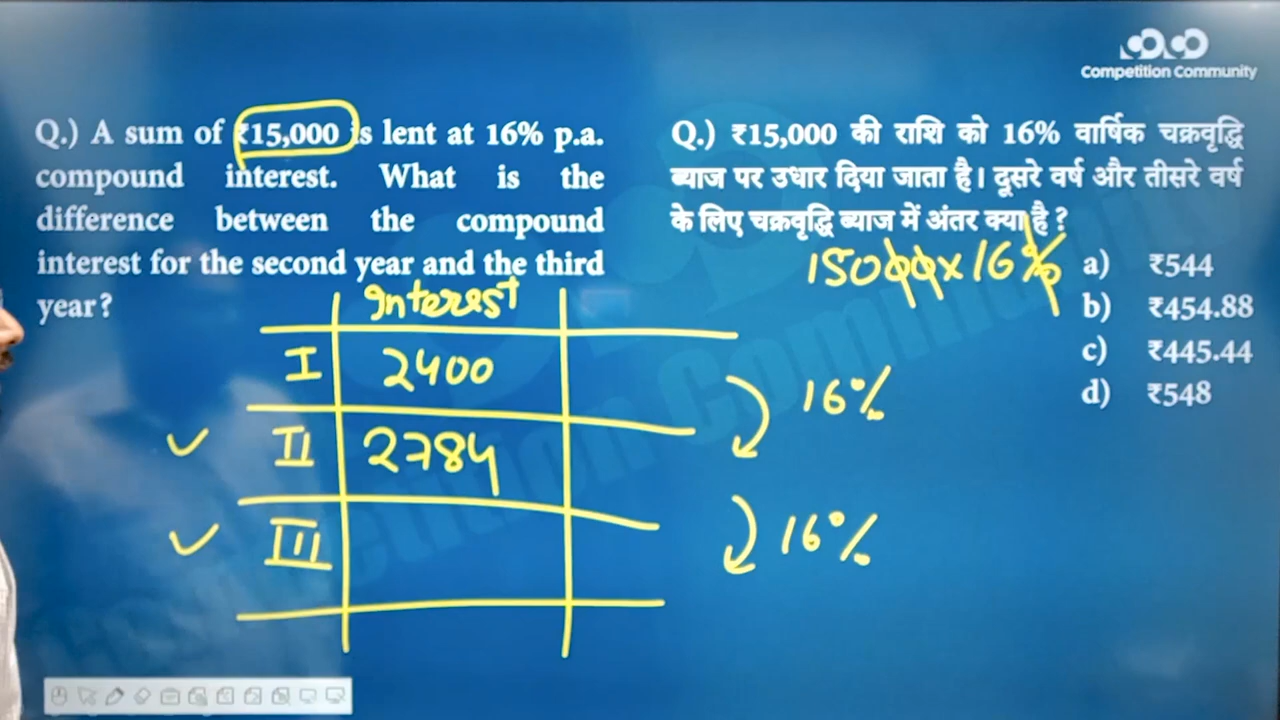 Competition Community
Q.) A sum of ₹15,000 is lent at 16% p.a.
compound interest. What is the
difference between the compound
interest for the second year and the third
year?
Q.) ₹15,000 की राशि को 16% वार्षिक चक्रवृद्धि
ब्याज पर उधार दिया जाता है। दूसरे वर्ष और तीसरे वर्ष
के लिए चक्रवृद्धि ब्याज में अंतर क्या है ?
15000×16%
a) ₹544
b) ₹454.88
c) ₹445.44
d) ₹548
Interest
I 2400
16%
II 2784
III
16%